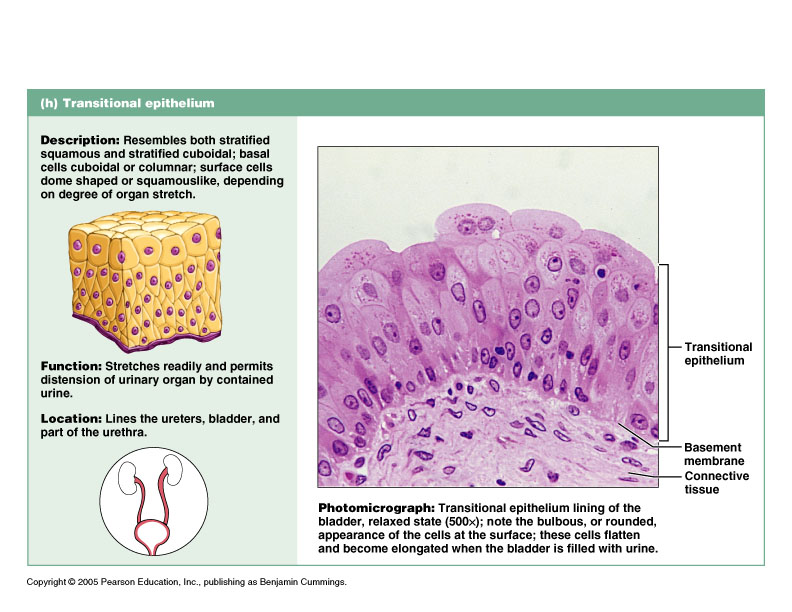 (h) Transitional epithelium
Description: Resembles both stratified
squamous and stratified cuboidal; basal
cells cuboidal or columnar; surface cells
dome shaped or squamouslike, depending
on degree of organ stretch.
Function: Stretches readily and permits
distension of urinary organ by contained
urine.
Location: Lines the ureters, bladder, and
part of the urethra.
Transitional
epithelium
Basement
membrane
Connective
tissue
Photomicrograph: Transitional epithelium lining of the
bladder, relaxed state (500×); note the bulbous, or rounded,
appearance of the cells at the surface; these cells flatten
and become elongated when the bladder is filled with urine.
Copyright © 2005 Pearson Education, Inc., publishing as Benjamin Cummings.